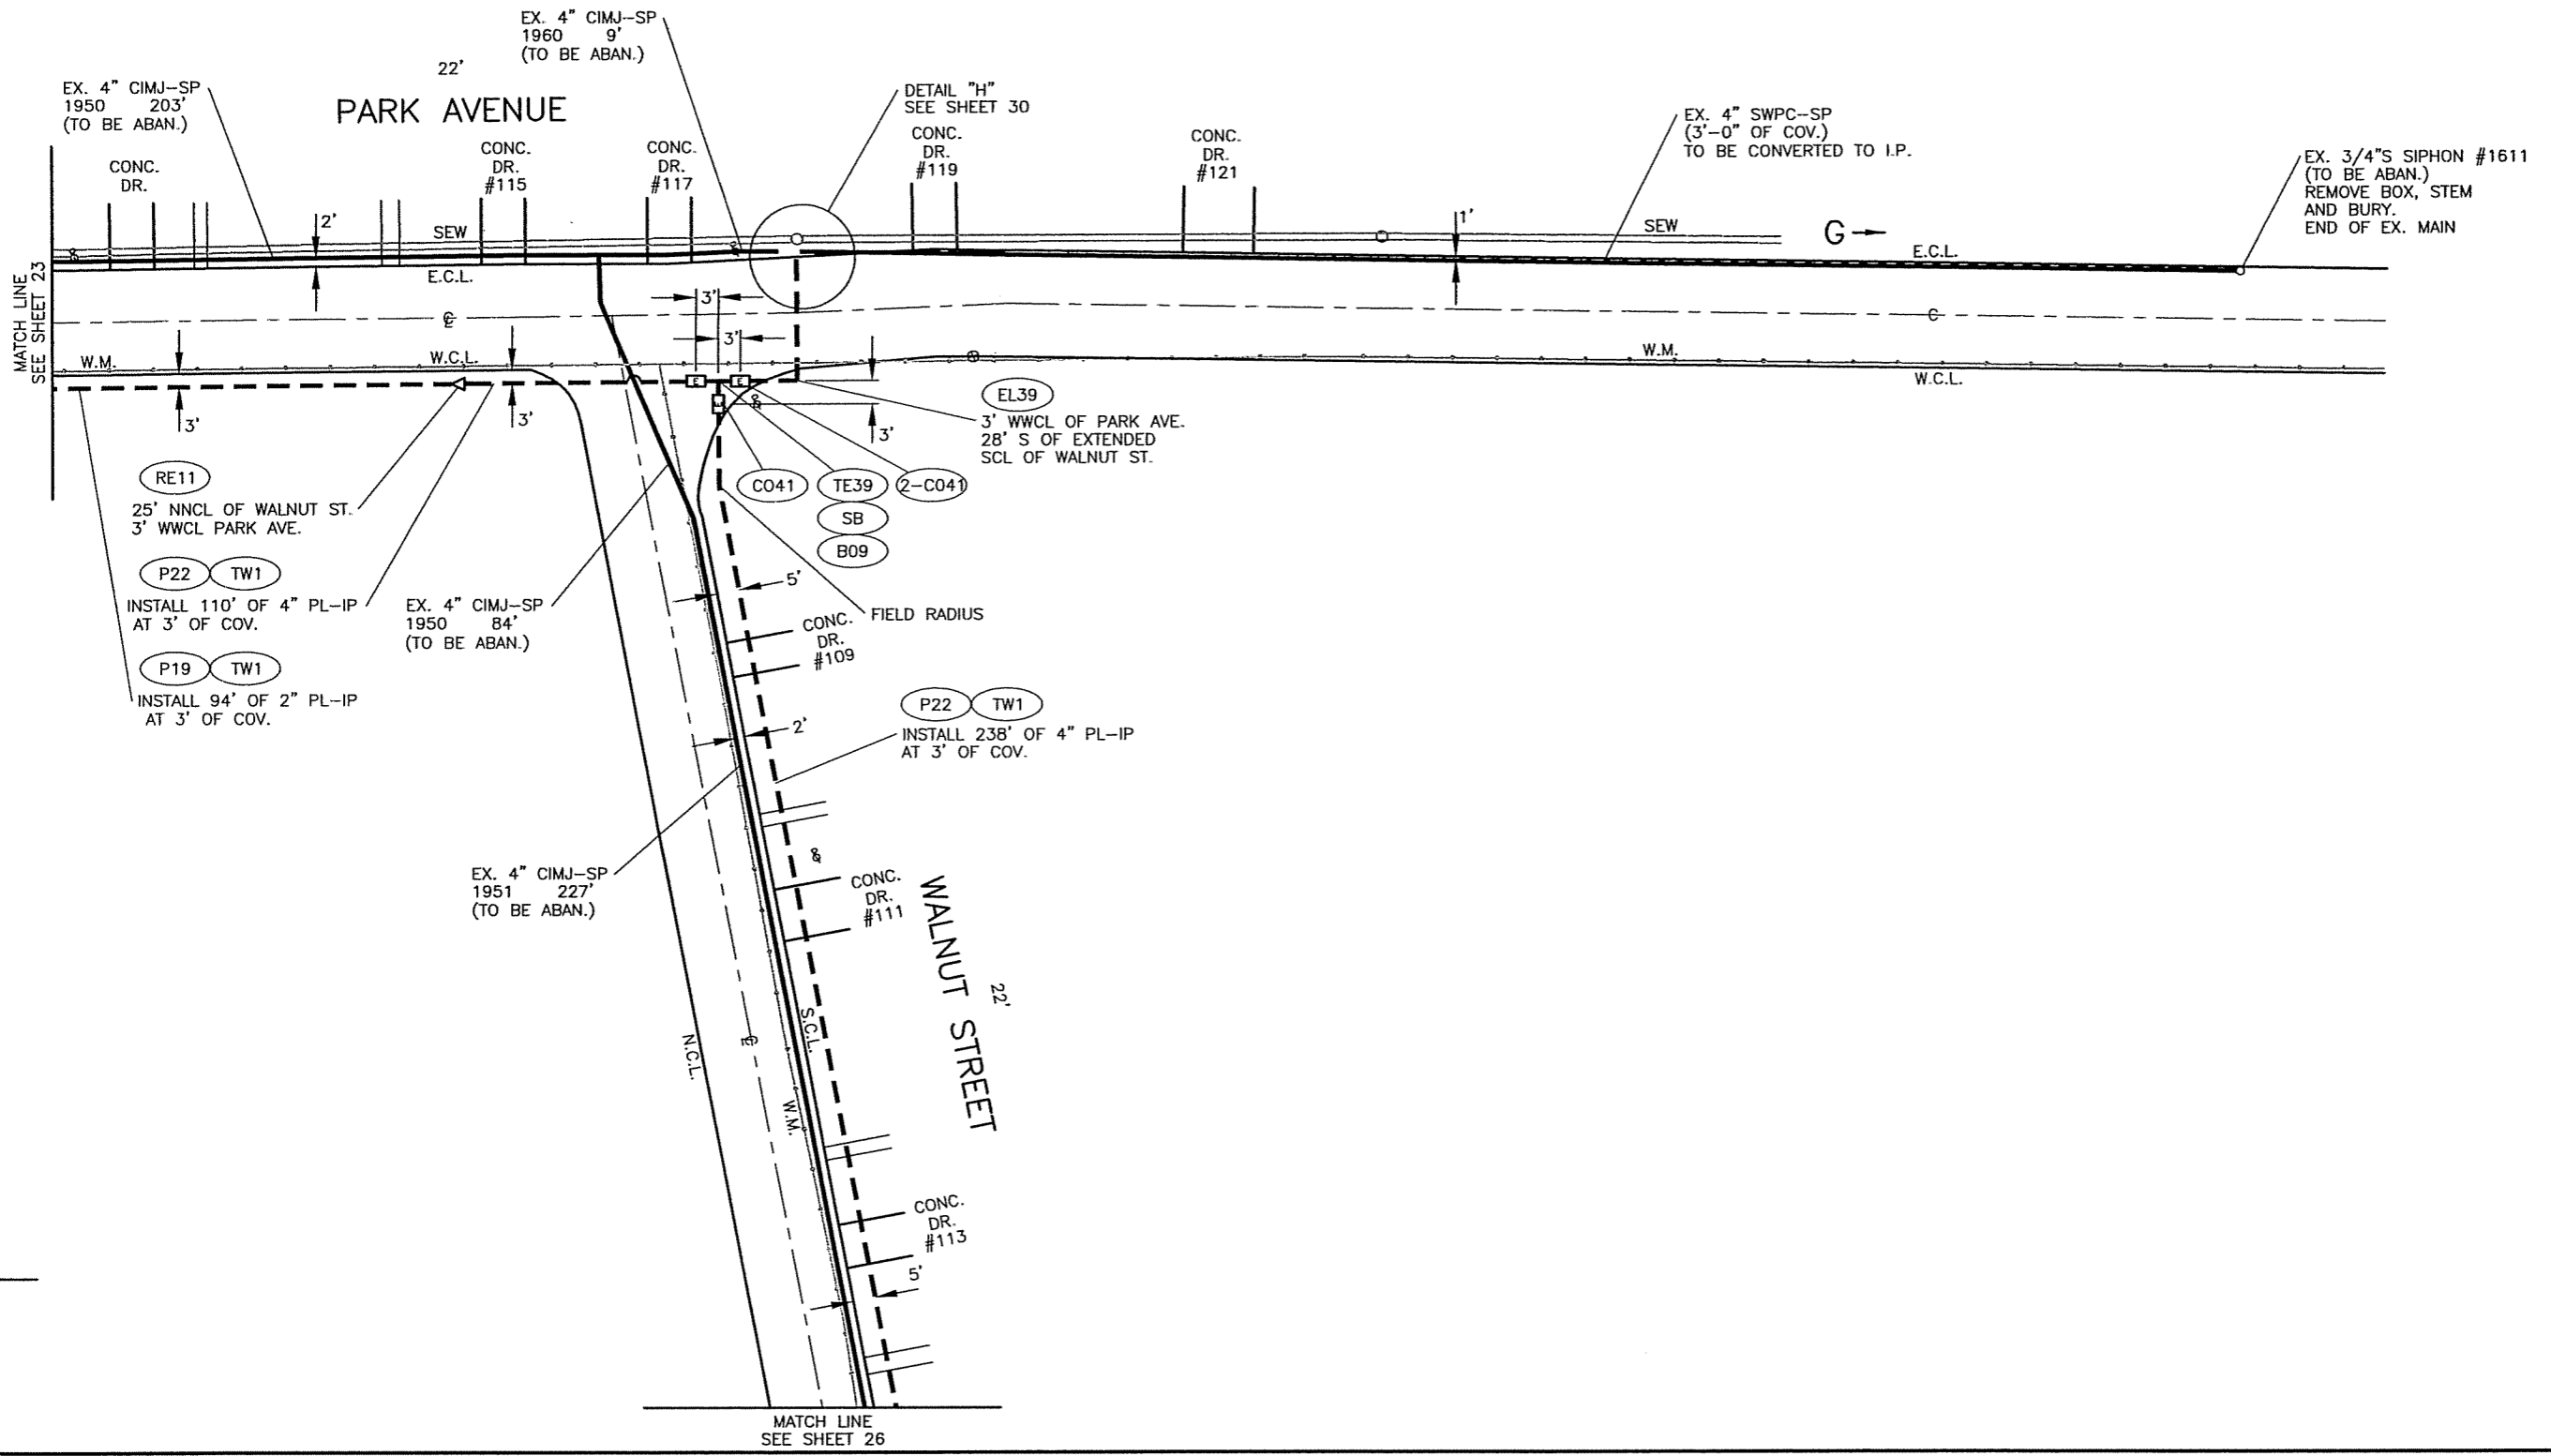 EX. 4" CIMJ-SP
1960 9'
(TO BE ABAN.)
22'
PARK AVENUE
EX. 4" CIMJ-SP
1950 203'
(TO BE ABAN.)
DETAIL "H"
SEE SHEET 30
EX. 4" SWPC-SP
(3'-0" OF COV.)
TO BE CONVERTED TO I.P.
EX. 3/4"S SIPHON #1611
(TO BE ABAN.)
REMOVE BOX, STEM
AND BURY.
END OF EX. MAIN
CONC.
DR.
CONC.
DR.
#115
CONC.
DR.
#117
CONC.
DR.
#119
CONC.
DR.
#121
2'
SEW
1'
SEW
G
E.C.L.
E.C.L.
MATCH LINE
SEE SHEET 23
3'
3'
W.M.
W.C.L.
W.M.
W.C.L.
E
E
E
3'
3'
3'
EL39
3' WWCL OF PARK AVE.
28' S OF EXTENDED
SCL OF WALNUT ST.
RE11
25' NNCL OF WALNUT ST.
3' WWCL PARK AVE.
CO41
TE39
2-CO41
SB
B09
P22
TW1
INSTALL 110' OF 4" PL-IP
AT 3' OF COV.
EX. 4" CIMJ-SP
1950 84'
(TO BE ABAN.)
5'
FIELD RADIUS
CONC.
DR.
#109
P19
TW1
INSTALL 94' OF 2" PL-IP
AT 3' OF COV.
2'
P22
TW1
INSTALL 238' OF 4" PL-IP
AT 3' OF COV.
EX. 4" CIMJ-SP
1951 227'
(TO BE ABAN.)
CONC.
DR.
#111
WALNUT STREET
22'
N.C.L.
S.C.L.
W.M.
CONC.
DR.
#113
5'
MATCH LINE
SEE SHEET 26